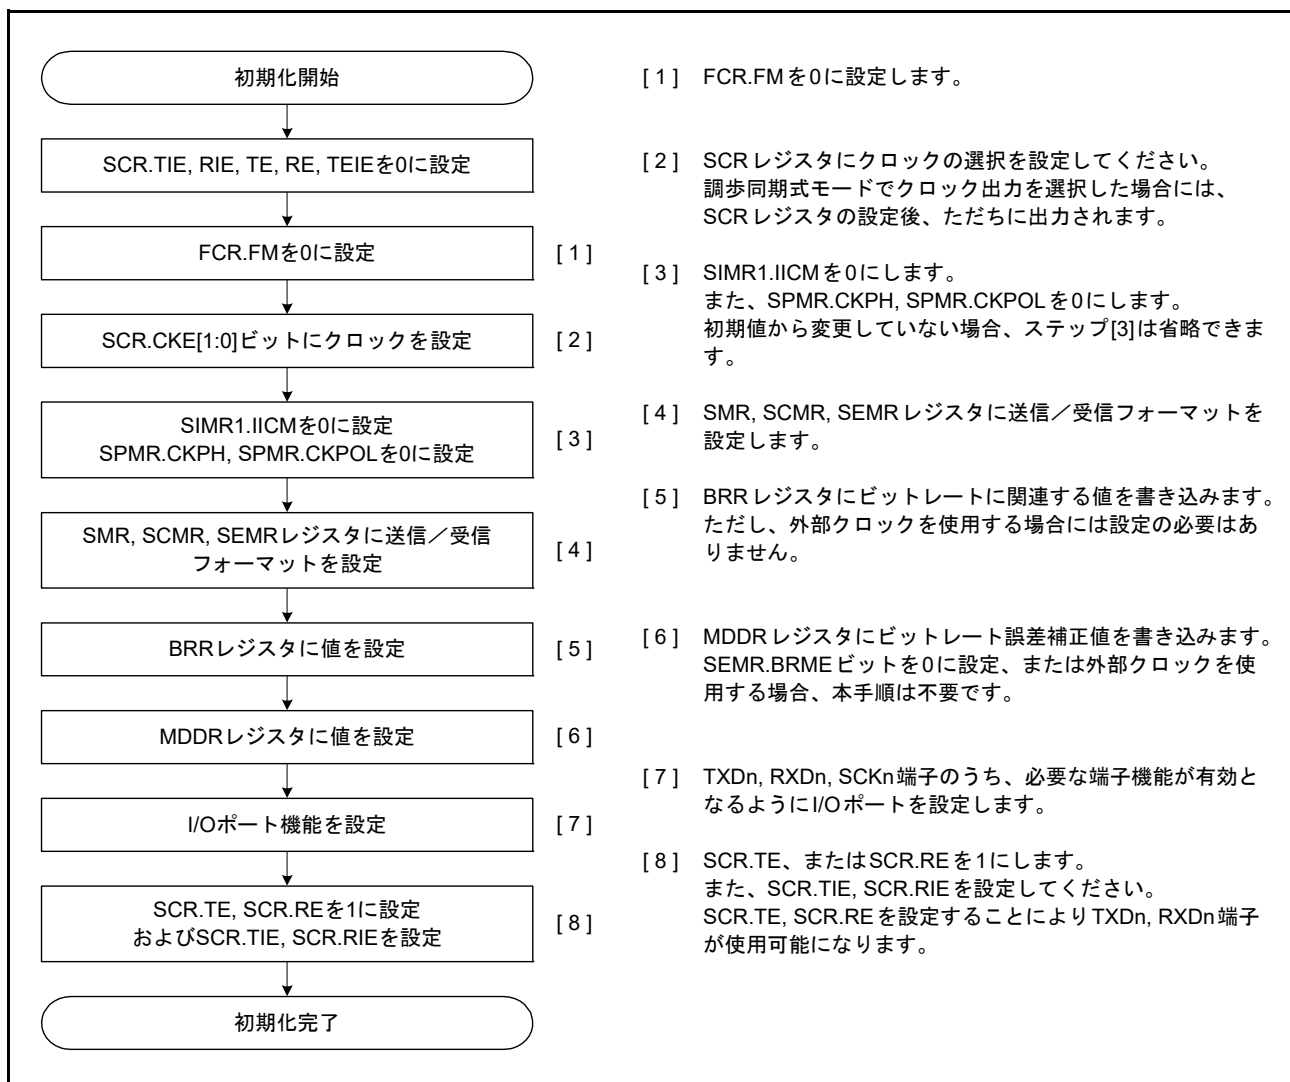 初期化開始
SCR.TIE, RIE, TE, RE, TEIEを0に設定
FCR.FMを0に設定
[ 1 ]
SCR.CKE[1:0]ビットにクロックを設定
[ 2 ]
SIMR1.IICMを0に設定
SPMR.CKPH, SPMR.CKPOLを0に設定
[ 3 ]
SMR, SCMR, SEMRレジスタに送信／受信
フォーマットを設定
[ 4 ]
BRRレジスタに値を設定
[ 5 ]
MDDRレジスタに値を設定
[ 6 ]
I/Oポート機能を設定
[ 7 ]
SCR.TE, SCR.REを1に設定
およびSCR.TIE, SCR.RIEを設定
[ 8 ]
初期化完了
[ 1 ] FCR.FMを0に設定します。
[ 2 ] SCRレジスタにクロックの選択を設定してください。
調歩同期式モードでクロック出力を選択した場合には、
SCRレジスタの設定後、ただちに出力されます。
[ 3 ] SIMR1.IICMを0にします。
また、SPMR.CKPH, SPMR.CKPOLを0にします。
初期値から変更していない場合、ステップ[3]は省略できま
す。
[ 4 ] SMR, SCMR, SEMRレジスタに送信／受信フォーマットを
設定します。
[ 5 ] BRRレジスタにビットレートに関連する値を書き込みます。
ただし、外部クロックを使用する場合には設定の必要はあ
りません。
[ 6 ] MDDRレジスタにビットレート誤差補正値を書き込みます。
SEMR.BRMEビットを0に設定、または外部クロックを使
用する場合、本手順は不要です。
[ 7 ] TXDn, RXDn, SCKn端子のうち、必要な端子機能が有効と
なるようにI/Oポートを設定します。
[ 8 ] SCR.TE、またはSCR.REを1にします。
また、SCR.TIE, SCR.RIEを設定してください。
SCR.TE, SCR.REを設定することによりTXDn, RXDn端子
が使用可能になります。